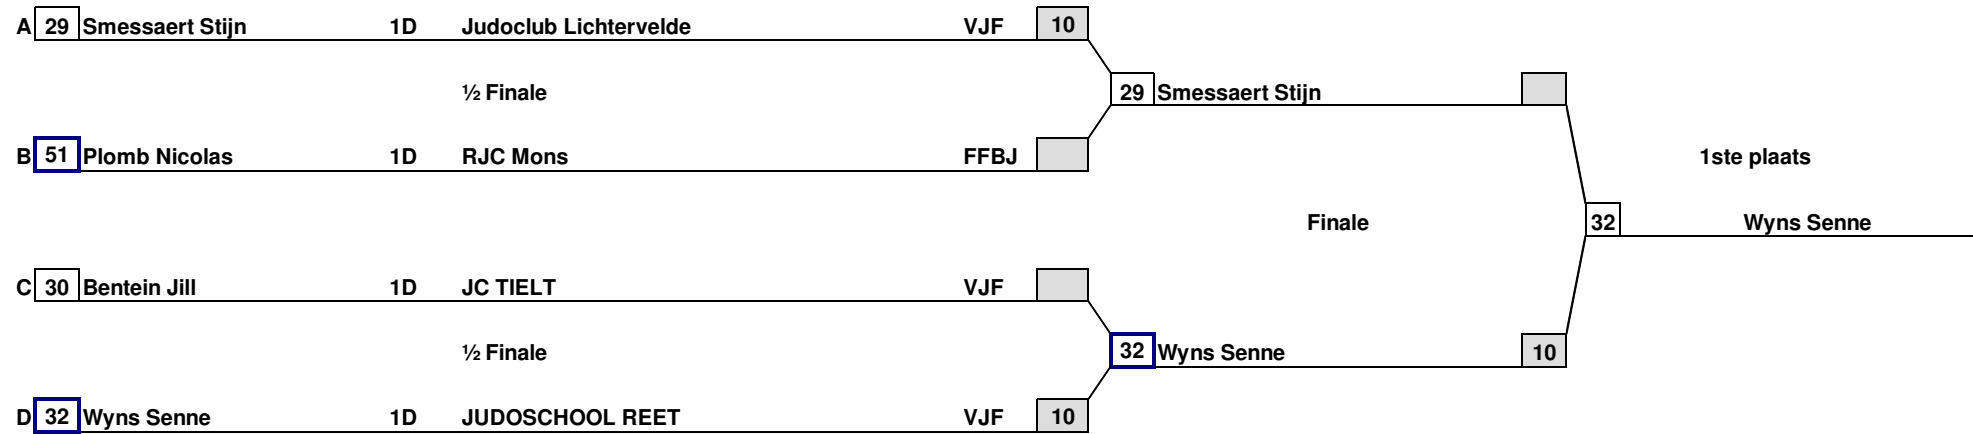 A 29 Smessaert Stijn 1D Judoclub Lichtervelde VJF 10
½ Finale 29 Smessaert Stijn
B 51 Plomb Nicolas 1D RJC Mons FFBJ 1ste plaats
Finale 32 Wyns Senne
C 30 Bentein Jill 1D JC TIELT VJF
½ Finale 32 Wyns Senne 10
D 32 Wyns Senne 1D JUDOSCHOOL REET VJF 10